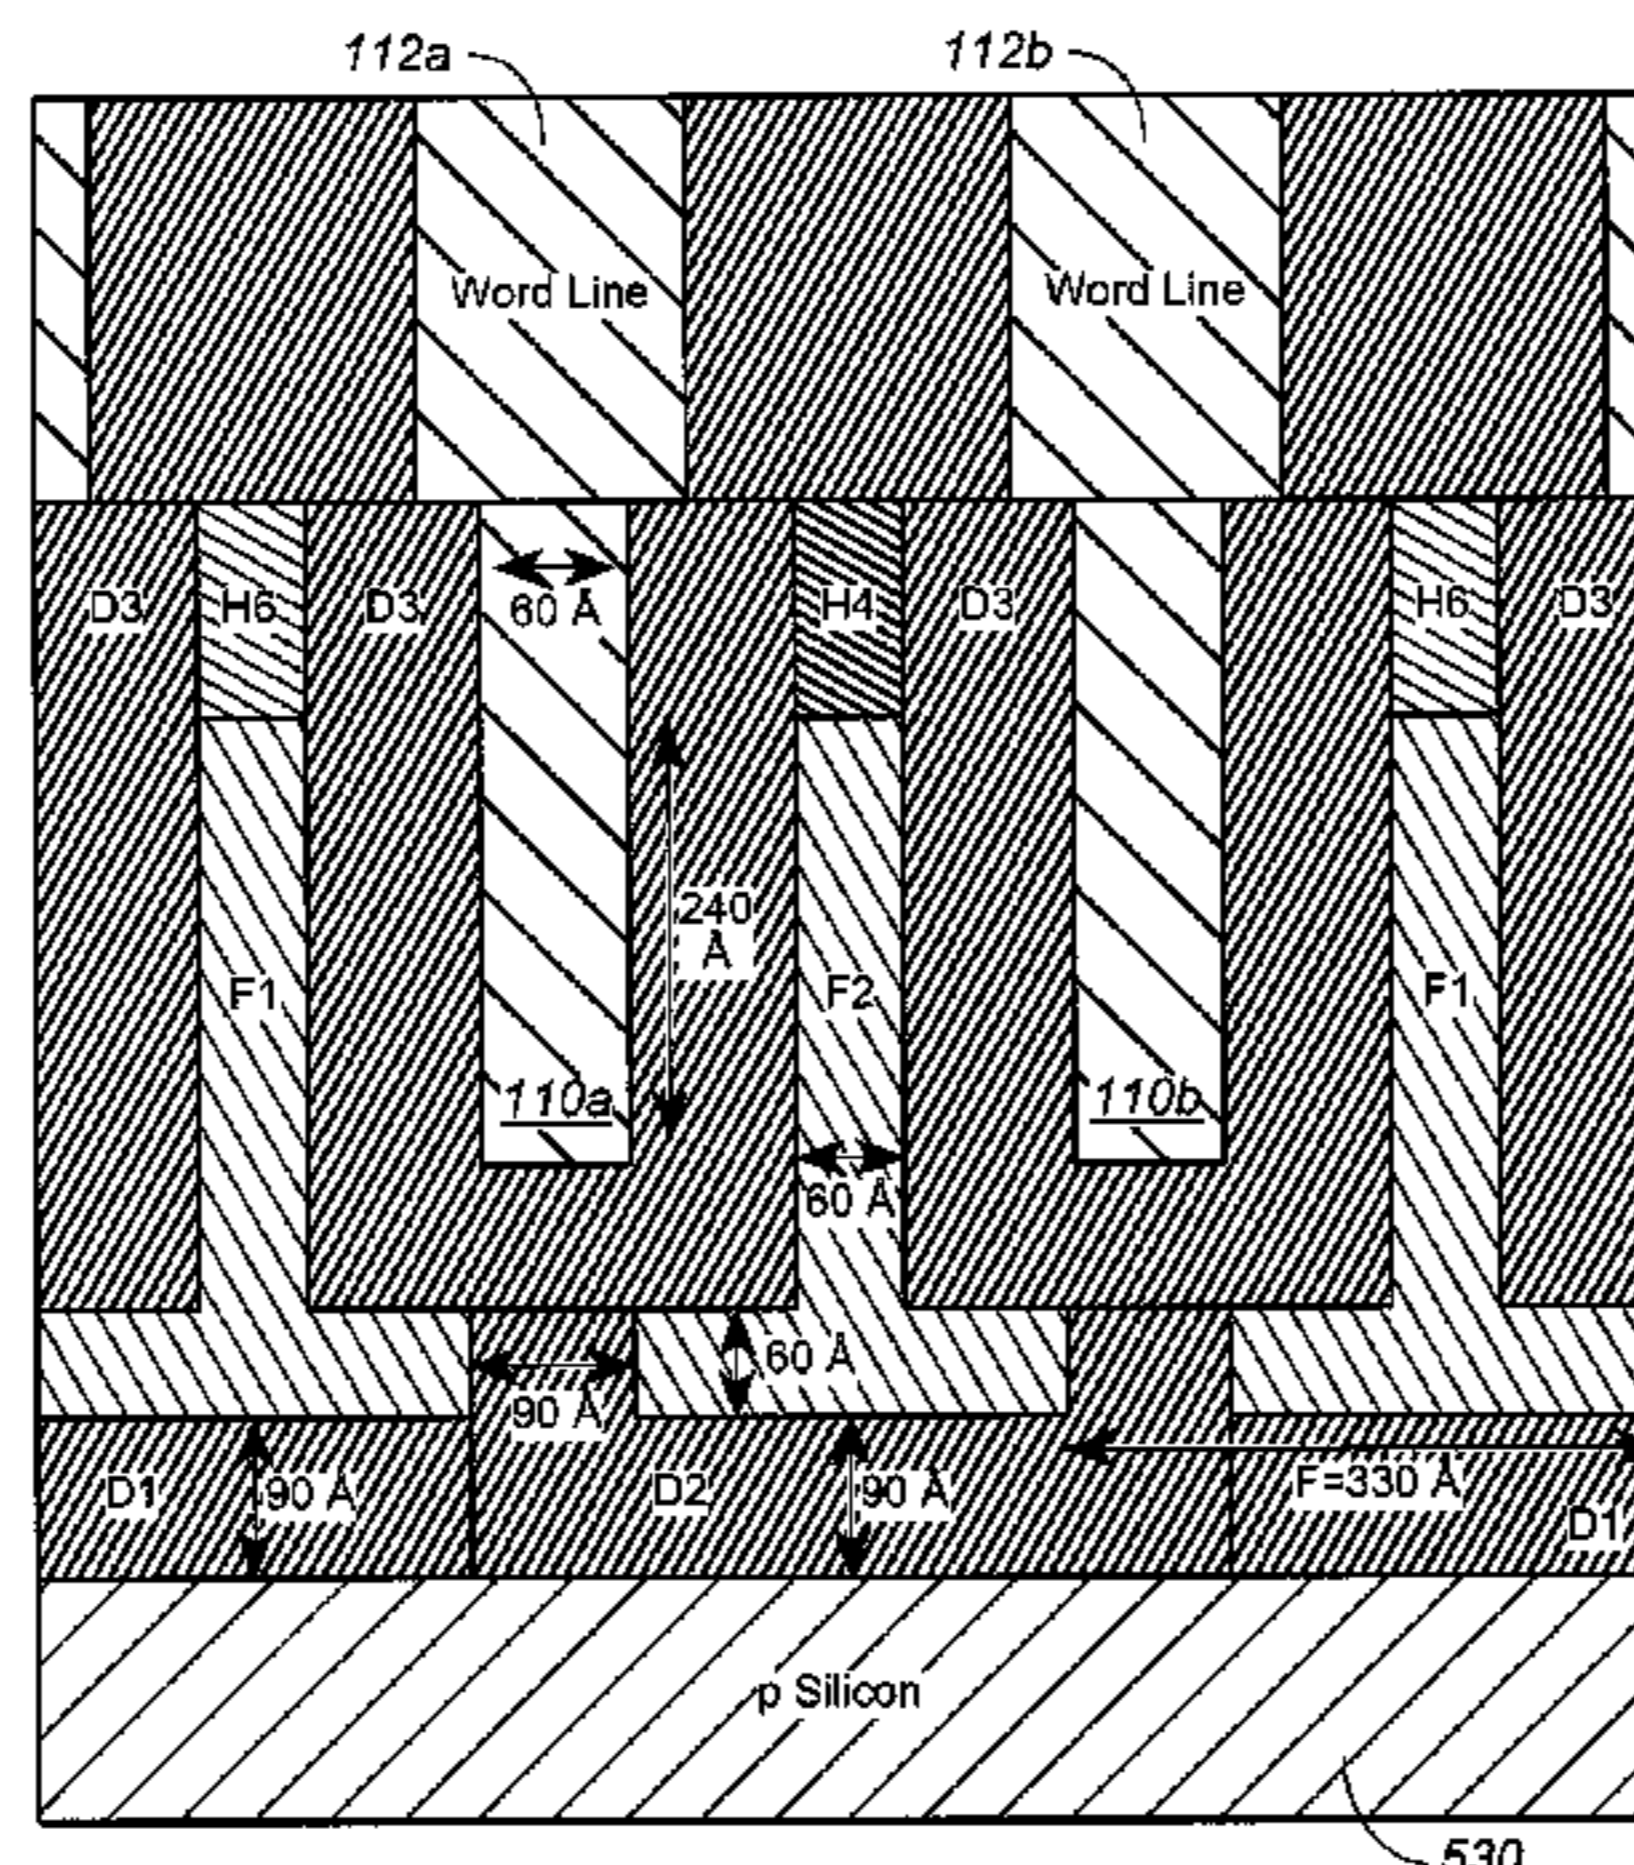 112a 112b
Word Line Word Line
D3 H6 D3 60 Å H4 D3 H6 D3
240
Å
F1 F2 F1
110a 110b
60 Å
60 Å
90 Å
D1 90 Å D2 90 Å F=330 Å
D1
p Silicon
530